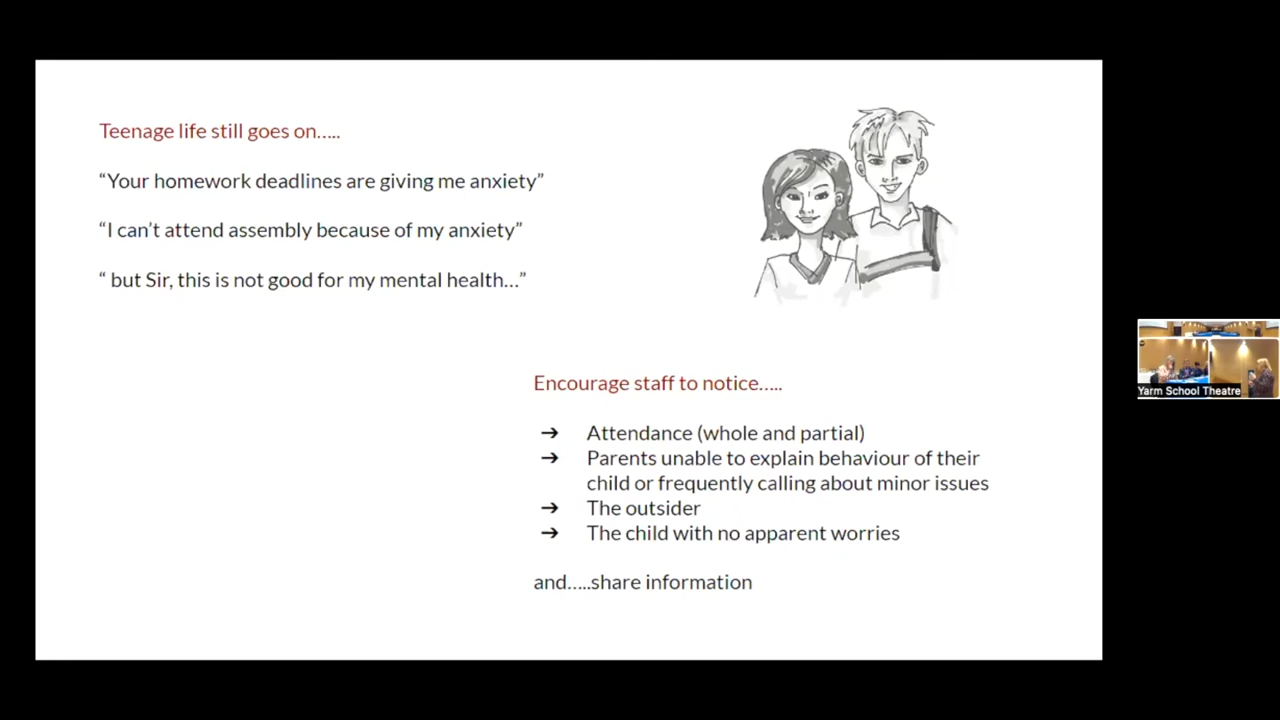 Teenage life still goes on…..
“Your homework deadlines are giving me anxiety”
“I can’t attend assembly because of my anxiety”
“ but Sir, this is not good for my mental health…”
Encourage staff to notice…..
➔ Attendance (whole and partial)
➔ Parents unable to explain behaviour of their
child or frequently calling about minor issues
➔ The outsider
➔ The child with no apparent worries
and…..share information
Yarm School Theatre